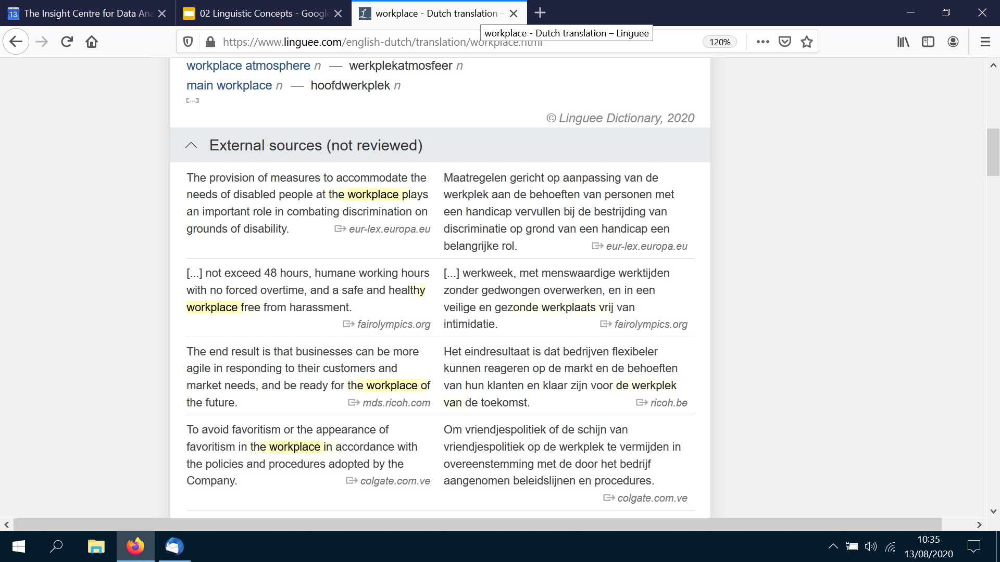 The Insight Centre for Data Ana
02 Linguistic Concepts - Google
workplace - Dutch translation –
workplace - Dutch translation – Linguee
https://www.linguee.com/english-dutch/translation/workplace.html
120%
workplace atmosphere n — werkplekatmosfeer n
main workplace n — hoofdwerkplek n
[...]
© Linguee Dictionary, 2020
External sources (not reviewed)
The provision of measures to accommodate the
needs of disabled people at the workplace plays
an important role in combating discrimination on
grounds of disability.
eur-lex.europa.eu
Maatregelen gericht op aanpassing van de
werkplek aan de behoeften van personen met
een handicap vervullen bij de bestrijding van
discriminatie op grond van een handicap een
belangrijke rol.
eur-lex.europa.eu
[...] not exceed 48 hours, humane working hours
with no forced overtime, and a safe and healthy
workplace free from harassment.
fairolympics.org
[...] werkweek, met menswaardige werktijden
zonder gedwongen overwerken, en in een
veilige en gezonde werkplaats vrij van
intimidatie.
fairolympics.org
The end result is that businesses can be more
agile in responding to their customers and
market needs, and be ready for the workplace of
the future.
mds.ricoh.com
Het eindresultaat is dat bedrijven flexibeler
kunnen reageren op de markt en de behoeften
van hun klanten en klaar zijn voor de werkplek
van de toekomst.
ricoh.be
To avoid favoritism or the appearance of
favoritism in the workplace in accordance with
the policies and procedures adopted by the
Company.
colgate.com.ve
Om vriendjespolitiek of de schijn van
vriendjespolitiek op de werkplek te vermijden in
overeenstemming met de door het bedrijf
aangenomen beleidslijnen en procedures.
colgate.com.ve
10:35
13/08/2020